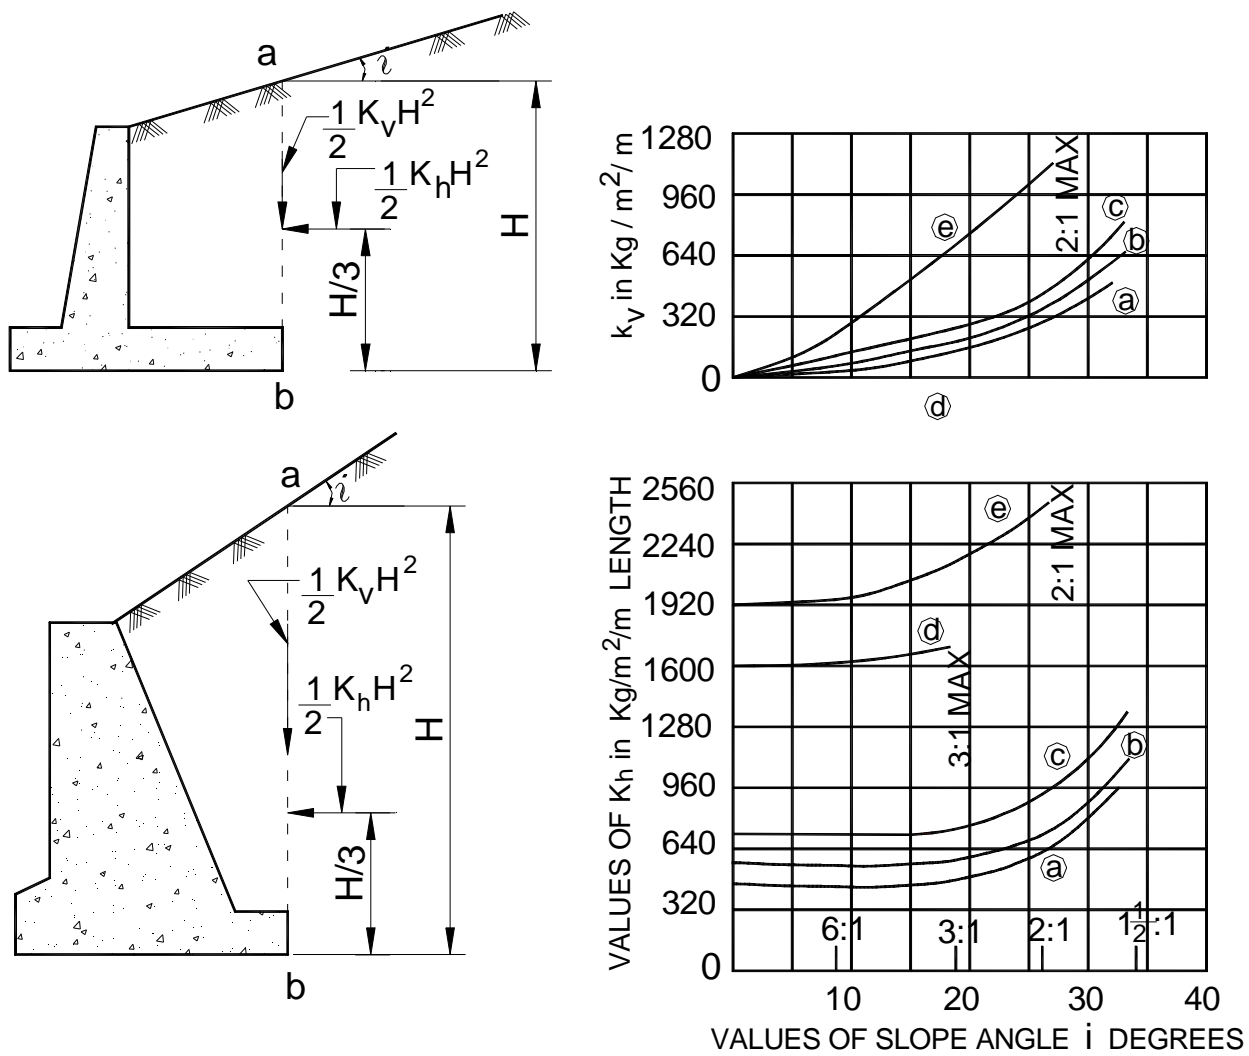 a
i
1/2 KvH²
1/2 KhH²
H
H/3
b
a
i
1/2 KvH²
1/2 KhH²
H
H/3
b
kv in Kg / m²/ m
1280
960
640
320
0
2:1 MAX
e
c
b
a
d
VALUES OF Kh in Kg/m²/m LENGTH
2560
2240
1920
1600
1280
960
640
320
0
e
2:1 MAX
d
3:1 MAX
c
b
a
6:1
3:1
2:1
1 1/2:1
10
20
30
40
VALUES OF SLOPE ANGLE i DEGREES